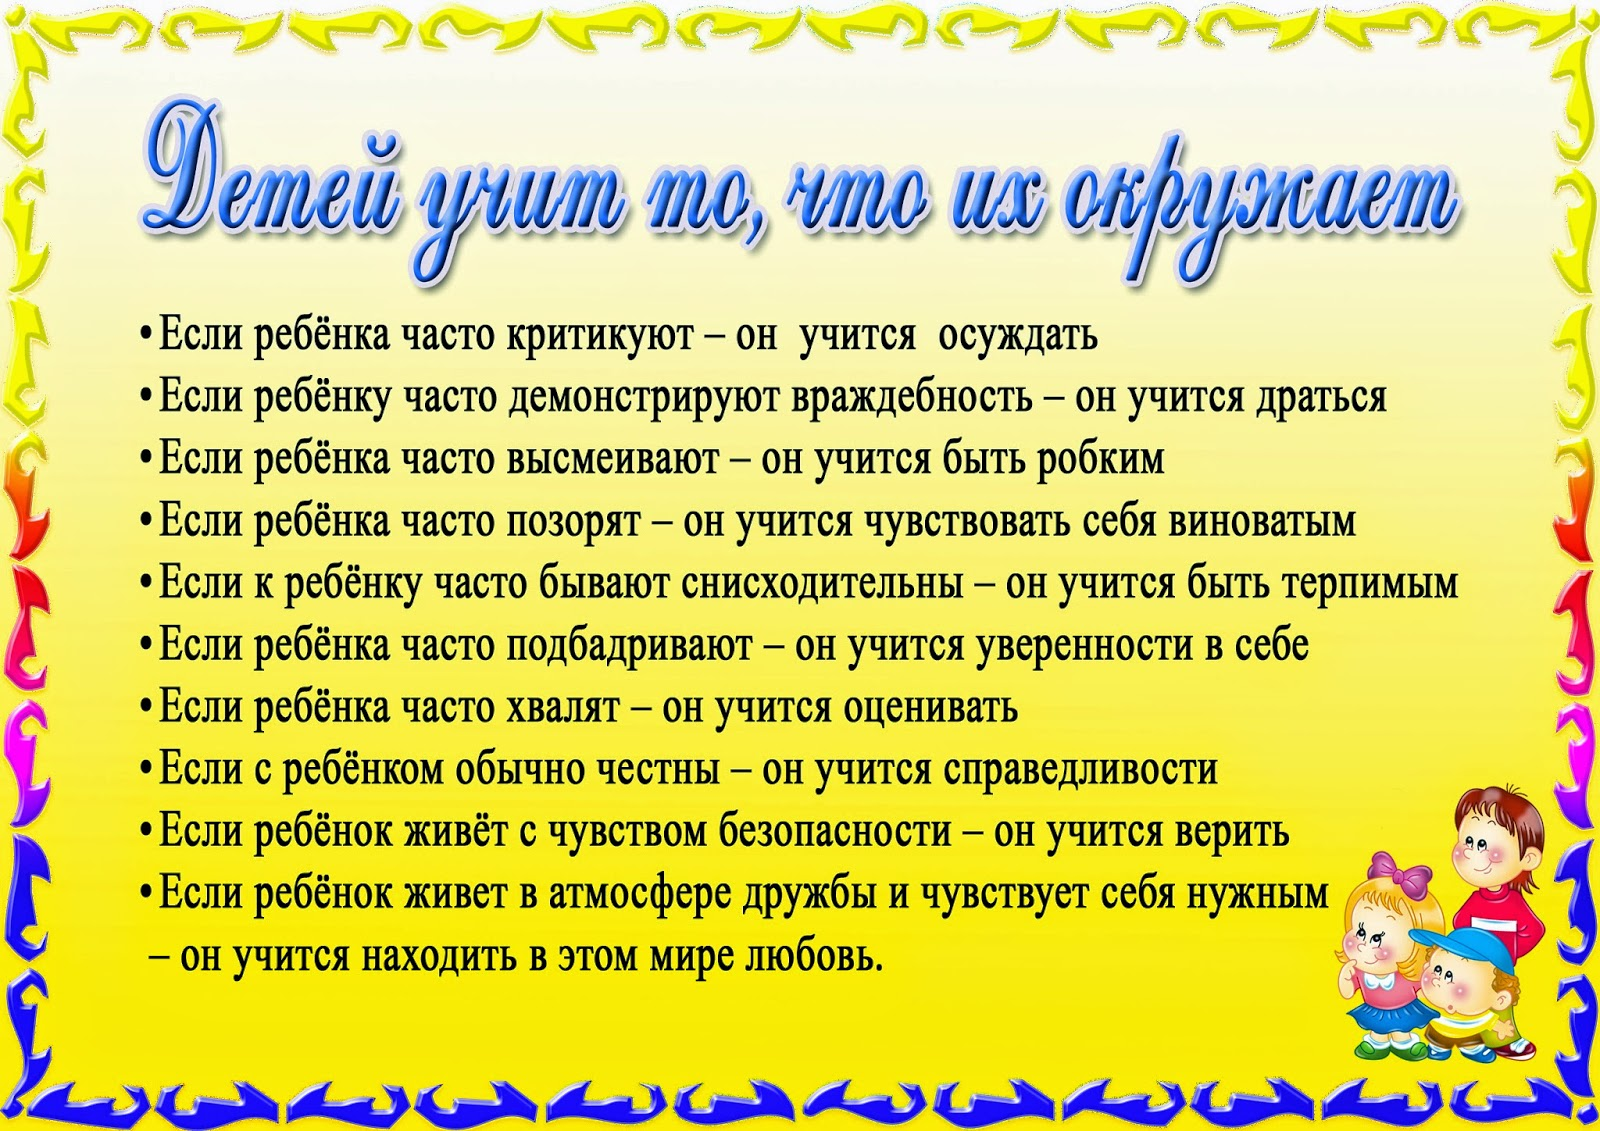 Детей учит то, что их окружает
•Если ребёнка часто критикуют – он учится осуждать
•Если ребёнку часто демонстрируют враждебность – он учится драться
•Если ребёнка часто высмеивают – он учится быть робким
•Если ребёнка часто позорят – он учится чувствовать себя виноватым
•Если к ребёнку часто бывают снисходительны – он учится быть терпимым
•Если ребёнка часто подбадривают – он учится уверенности в себе
•Если ребёнка часто хвалят – он учится оценивать
•Если с ребёнком обычно честны – он учится справедливости
•Если ребёнок живёт с чувством безопасности – он учится верить
•Если ребёнок живет в атмосфере дружбы и чувствует себя нужным
– он учится находить в этом мире любовь.